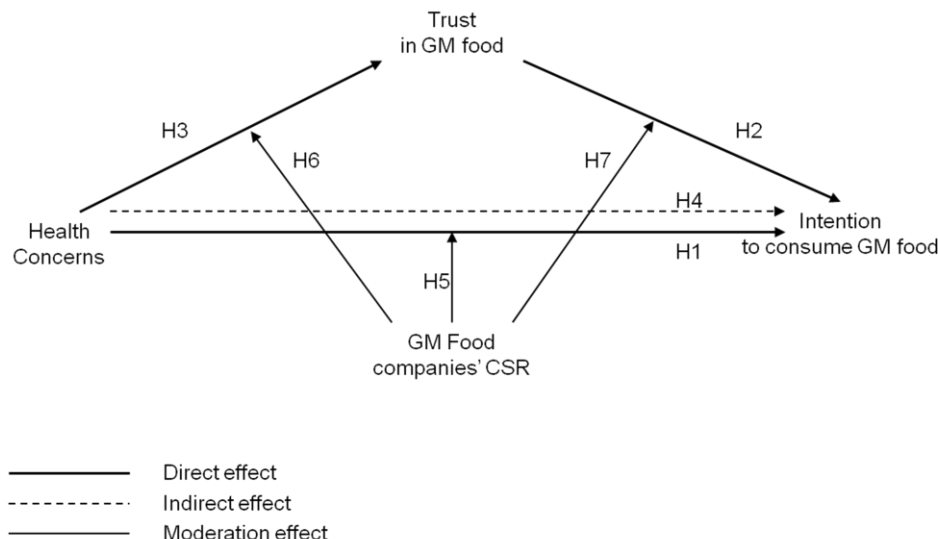 Trust
in GM food
H3
H2
H6
H7
H4
Health
Concerns
Intention
to consume GM food
H1
H5
GM Food
companies' CSR
Direct effect
Indirect effect
Moderation effect